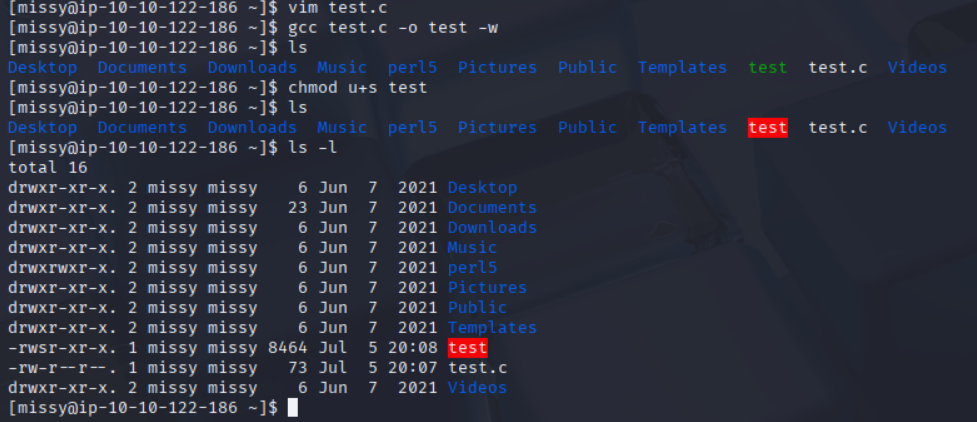 [missy@ip-10-10-122-186 ~]$ vim test.c
[missy@ip-10-10-122-186 ~]$ gcc test.c -o test -w
[missy@ip-10-10-122-186 ~]$ ls
Desktop  Documents  Downloads  Music  perl5  Pictures  Public  Templates  test  test.c  Videos
[missy@ip-10-10-122-186 ~]$ chmod u+s test
[missy@ip-10-10-122-186 ~]$ ls
Desktop  Documents  Downloads  Music  perl5  Pictures  Public  Templates  test  test.c  Videos
[missy@ip-10-10-122-186 ~]$ ls -l
total 16
drwxr-xr-x. 2 missy missy    6 Jun  7  2021 Desktop
drwxr-xr-x. 2 missy missy   23 Jun  7  2021 Documents
drwxr-xr-x. 2 missy missy    6 Jun  7  2021 Downloads
drwxr-xr-x. 2 missy missy    6 Jun  7  2021 Music
drwxrwxr-x. 2 missy missy    6 Jun  7  2021 perl5
drwxr-xr-x. 2 missy missy    6 Jun  7  2021 Pictures
drwxr-xr-x. 2 missy missy    6 Jun  7  2021 Public
drwxr-xr-x. 2 missy missy    6 Jun  7  2021 Templates
-rwsr-xr-x. 1 missy missy 8464 Jul  5 20:08 test
-rw-r--r--. 1 missy missy   73 Jul  5 20:07 test.c
drwxr-xr-x. 2 missy missy    6 Jun  7  2021 Videos
[missy@ip-10-10-122-186 ~]$